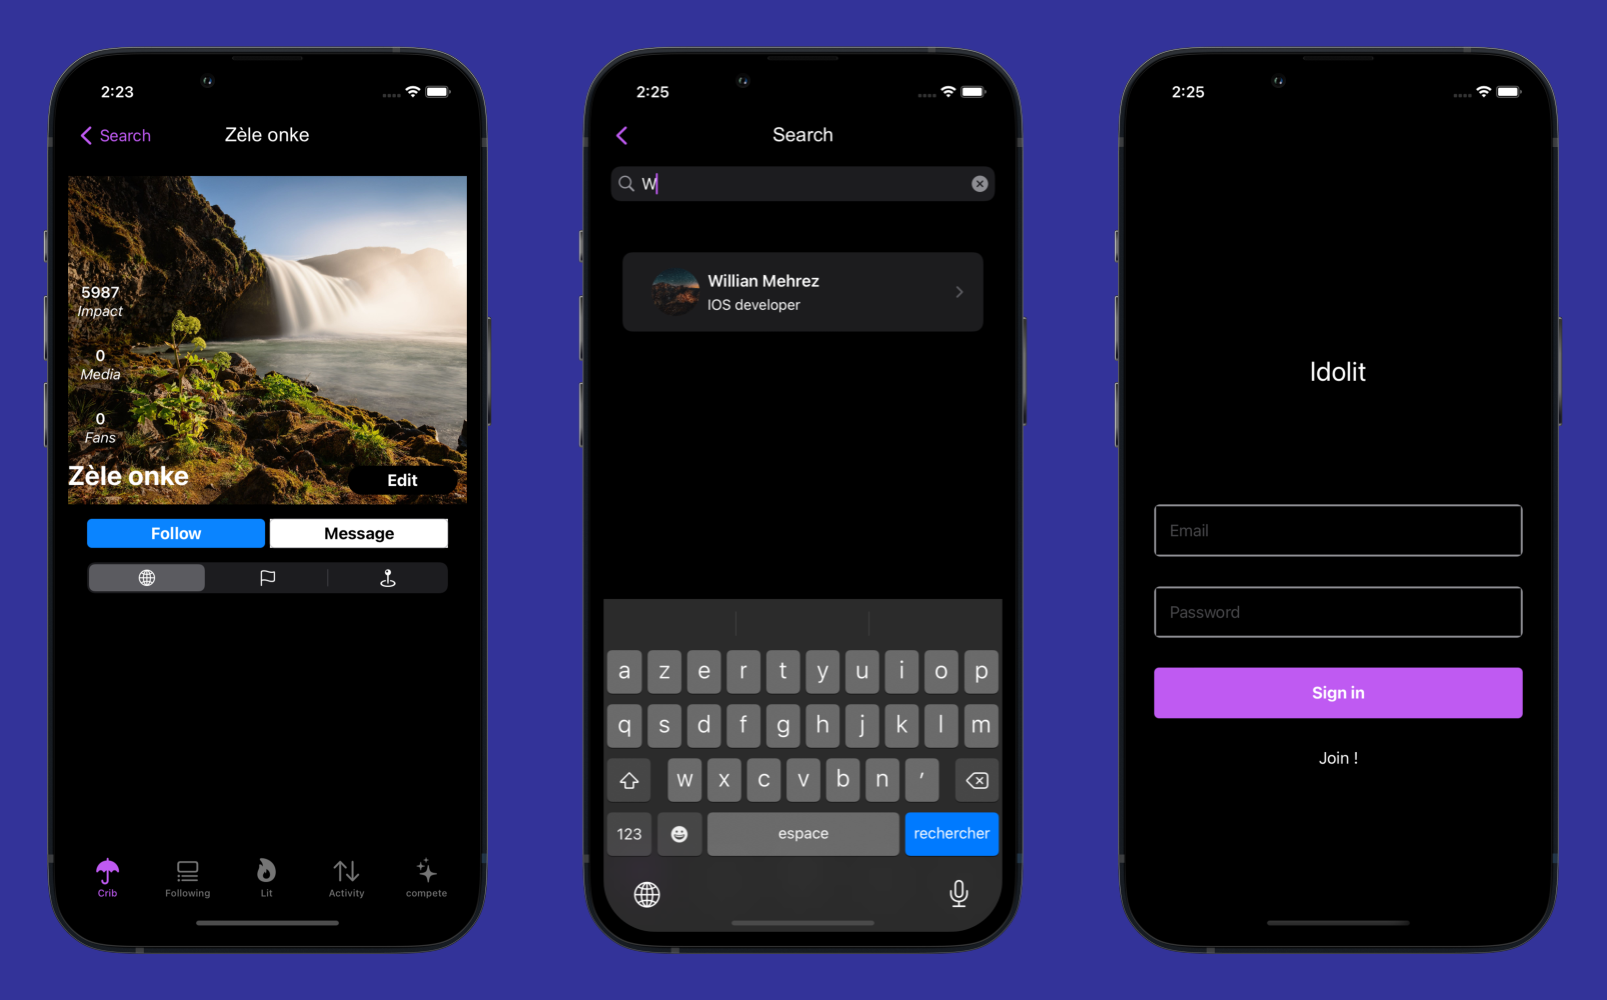 2:23
Search
Zèle onke
5987
Impact
0
Media
0
Fans
Zèle onke
Edit
Follow
Message
Crib
Following
Lit
Activity
compete
2:25
Search
W
Willian Mehrez
IOS developer
a z e r t y u i o p
q s d f g h j k l m
w x c v b n ’
123
espace
rechercher
2:25
Idolit
Email
Password
Sign in
Join !